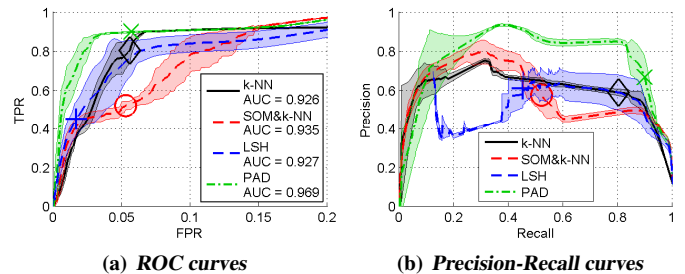 1
0.8
0.6
0.4
0.2
0
TPR
0 0.05 0.1 0.15 0.2
FPR
k-NN
AUC = 0.926
SOM&k-NN
AUC = 0.935
LSH
AUC = 0.927
PAD
AUC = 0.969
(a) ROC curves
1
0.8
0.6
0.4
0.2
0
Precision
0 0.2 0.4 0.6 0.8 1
Recall
k-NN
SOM&k-NN
LSH
PAD
(b) Precision-Recall curves